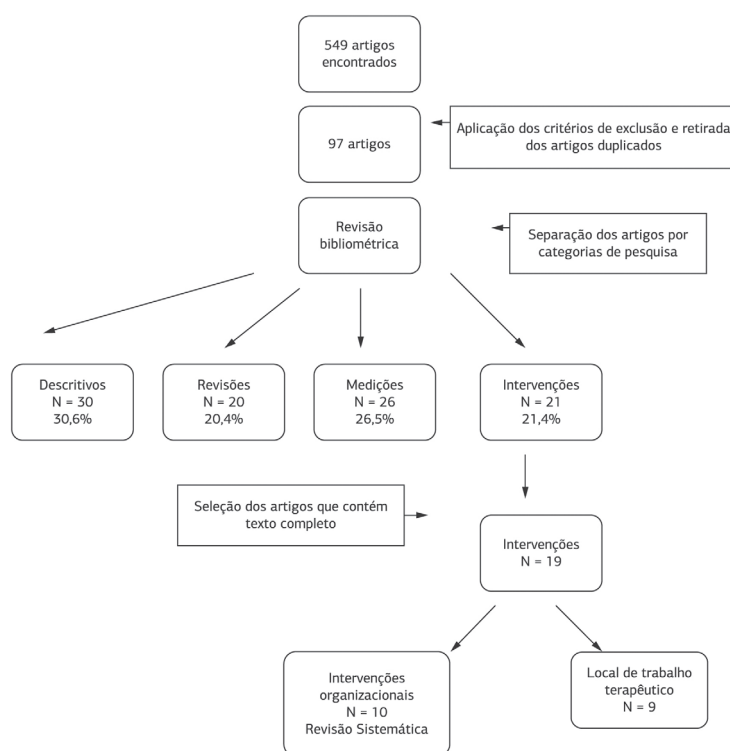 549 artigos
encontrados
97 artigos
Aplicação dos critérios de exclusão e retirada
dos artigos duplicados
Revisão
bibliométrica
Separação dos artigos por
categorias de pesquisa
Descritivos
N = 30
30,6%
Revisões
N = 20
20,4%
Medições
N = 26
26,5%
Intervenções
N = 21
21,4%
Seleção dos artigos que contém
texto completo
Intervenções
N = 19
Intervenções
organizacionais
N = 10
Revisão Sistemática
Local de trabalho
terapêutico
N = 9